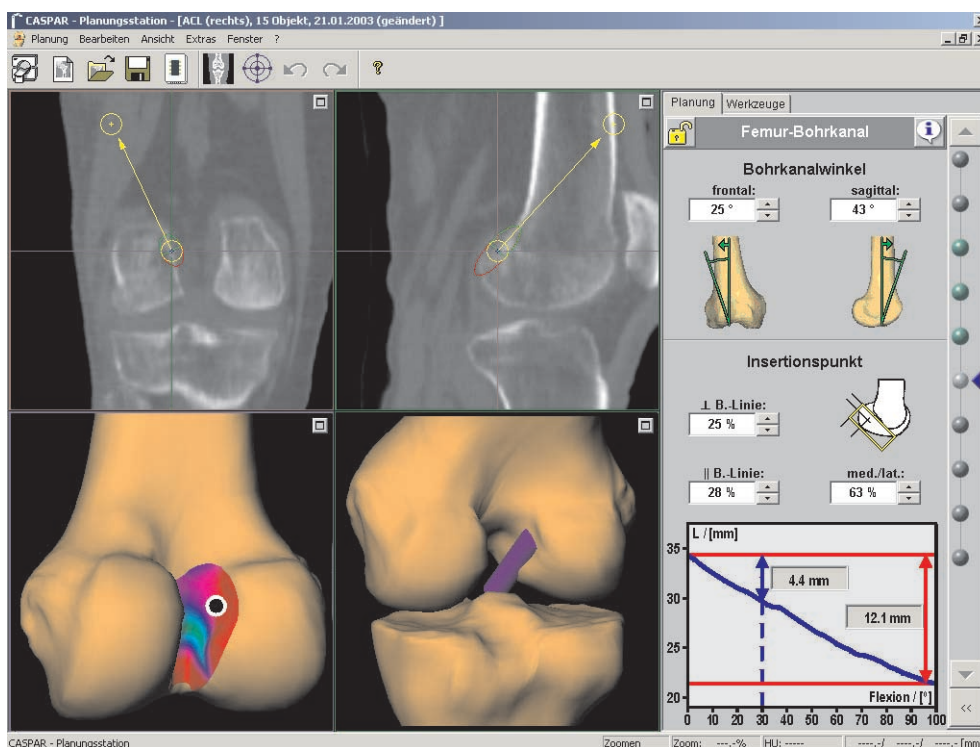 CASPAR - Planungsstation - [ACL (rechts), 15 Objekt, 21.01.2003 (geändert) ]
Planung Bearbeiten Ansicht Extras Fenster ?
Planung Werkzeuge
Femur-Bohrkanal
Bohrkanalwinkel
frontal: sagittal:
25 ° 43 °
Insertionspunkt
⊥ B.-Linie:
25 %
|| B.-Linie: med./lat.:
28 % 63 %
L / [mm]
35
4.4 mm
30
12.1 mm
25
20
Flexion / [°]
0 10 20 30 40 50 60 70 80 90 100
<<
CASPAR - Planungsstation Zoomen Zoom: ---,-% HU: ----- ----,-/ ----,-/ ----,- [mm